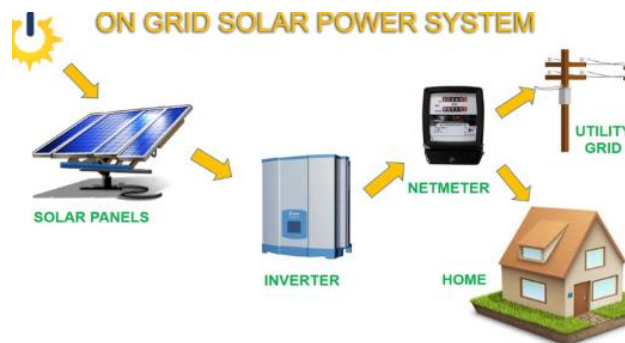 ON GRID SOLAR POWER SYSTEM
UTILITY
GRID
NETMETER
SOLAR PANELS
INVERTER
HOME